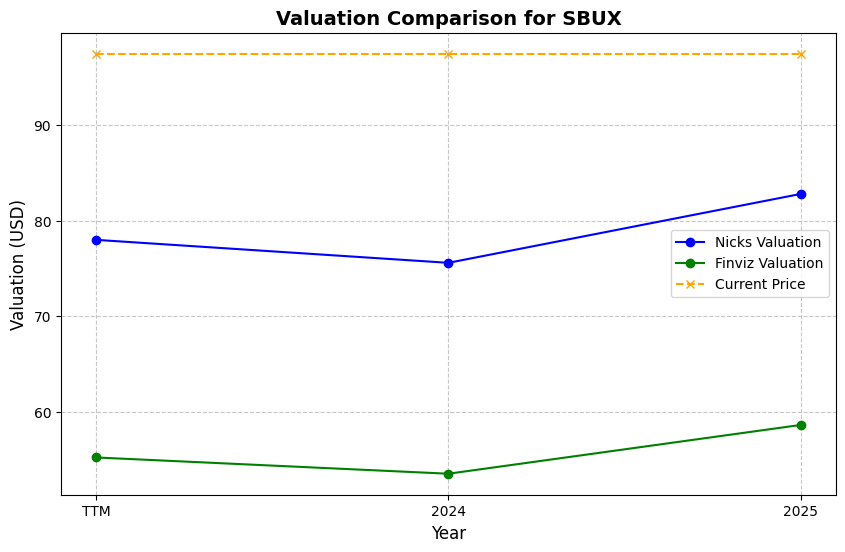 Valuation Comparison for SBUX
Valuation (USD)
90
80
70
60
Nicks Valuation
Finviz Valuation
Current Price
TTM
2024
2025
Year